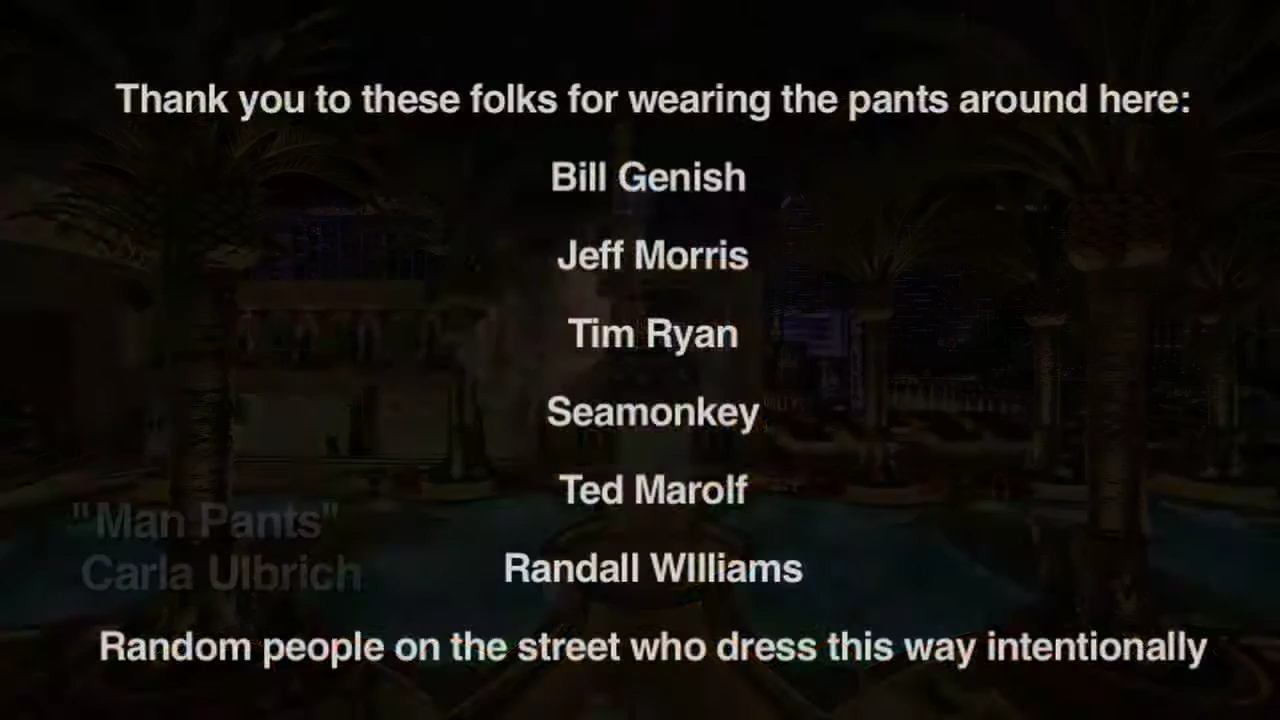 Thank you to these folks for wearing the pants around here:
Bill Genish
Jeff Morris
Tim Ryan
Seamonkey
Ted Marolf
"Man Pants"
Carla Ulbrich
Randall WIlliams
Random people on the street who dress this way intentionally